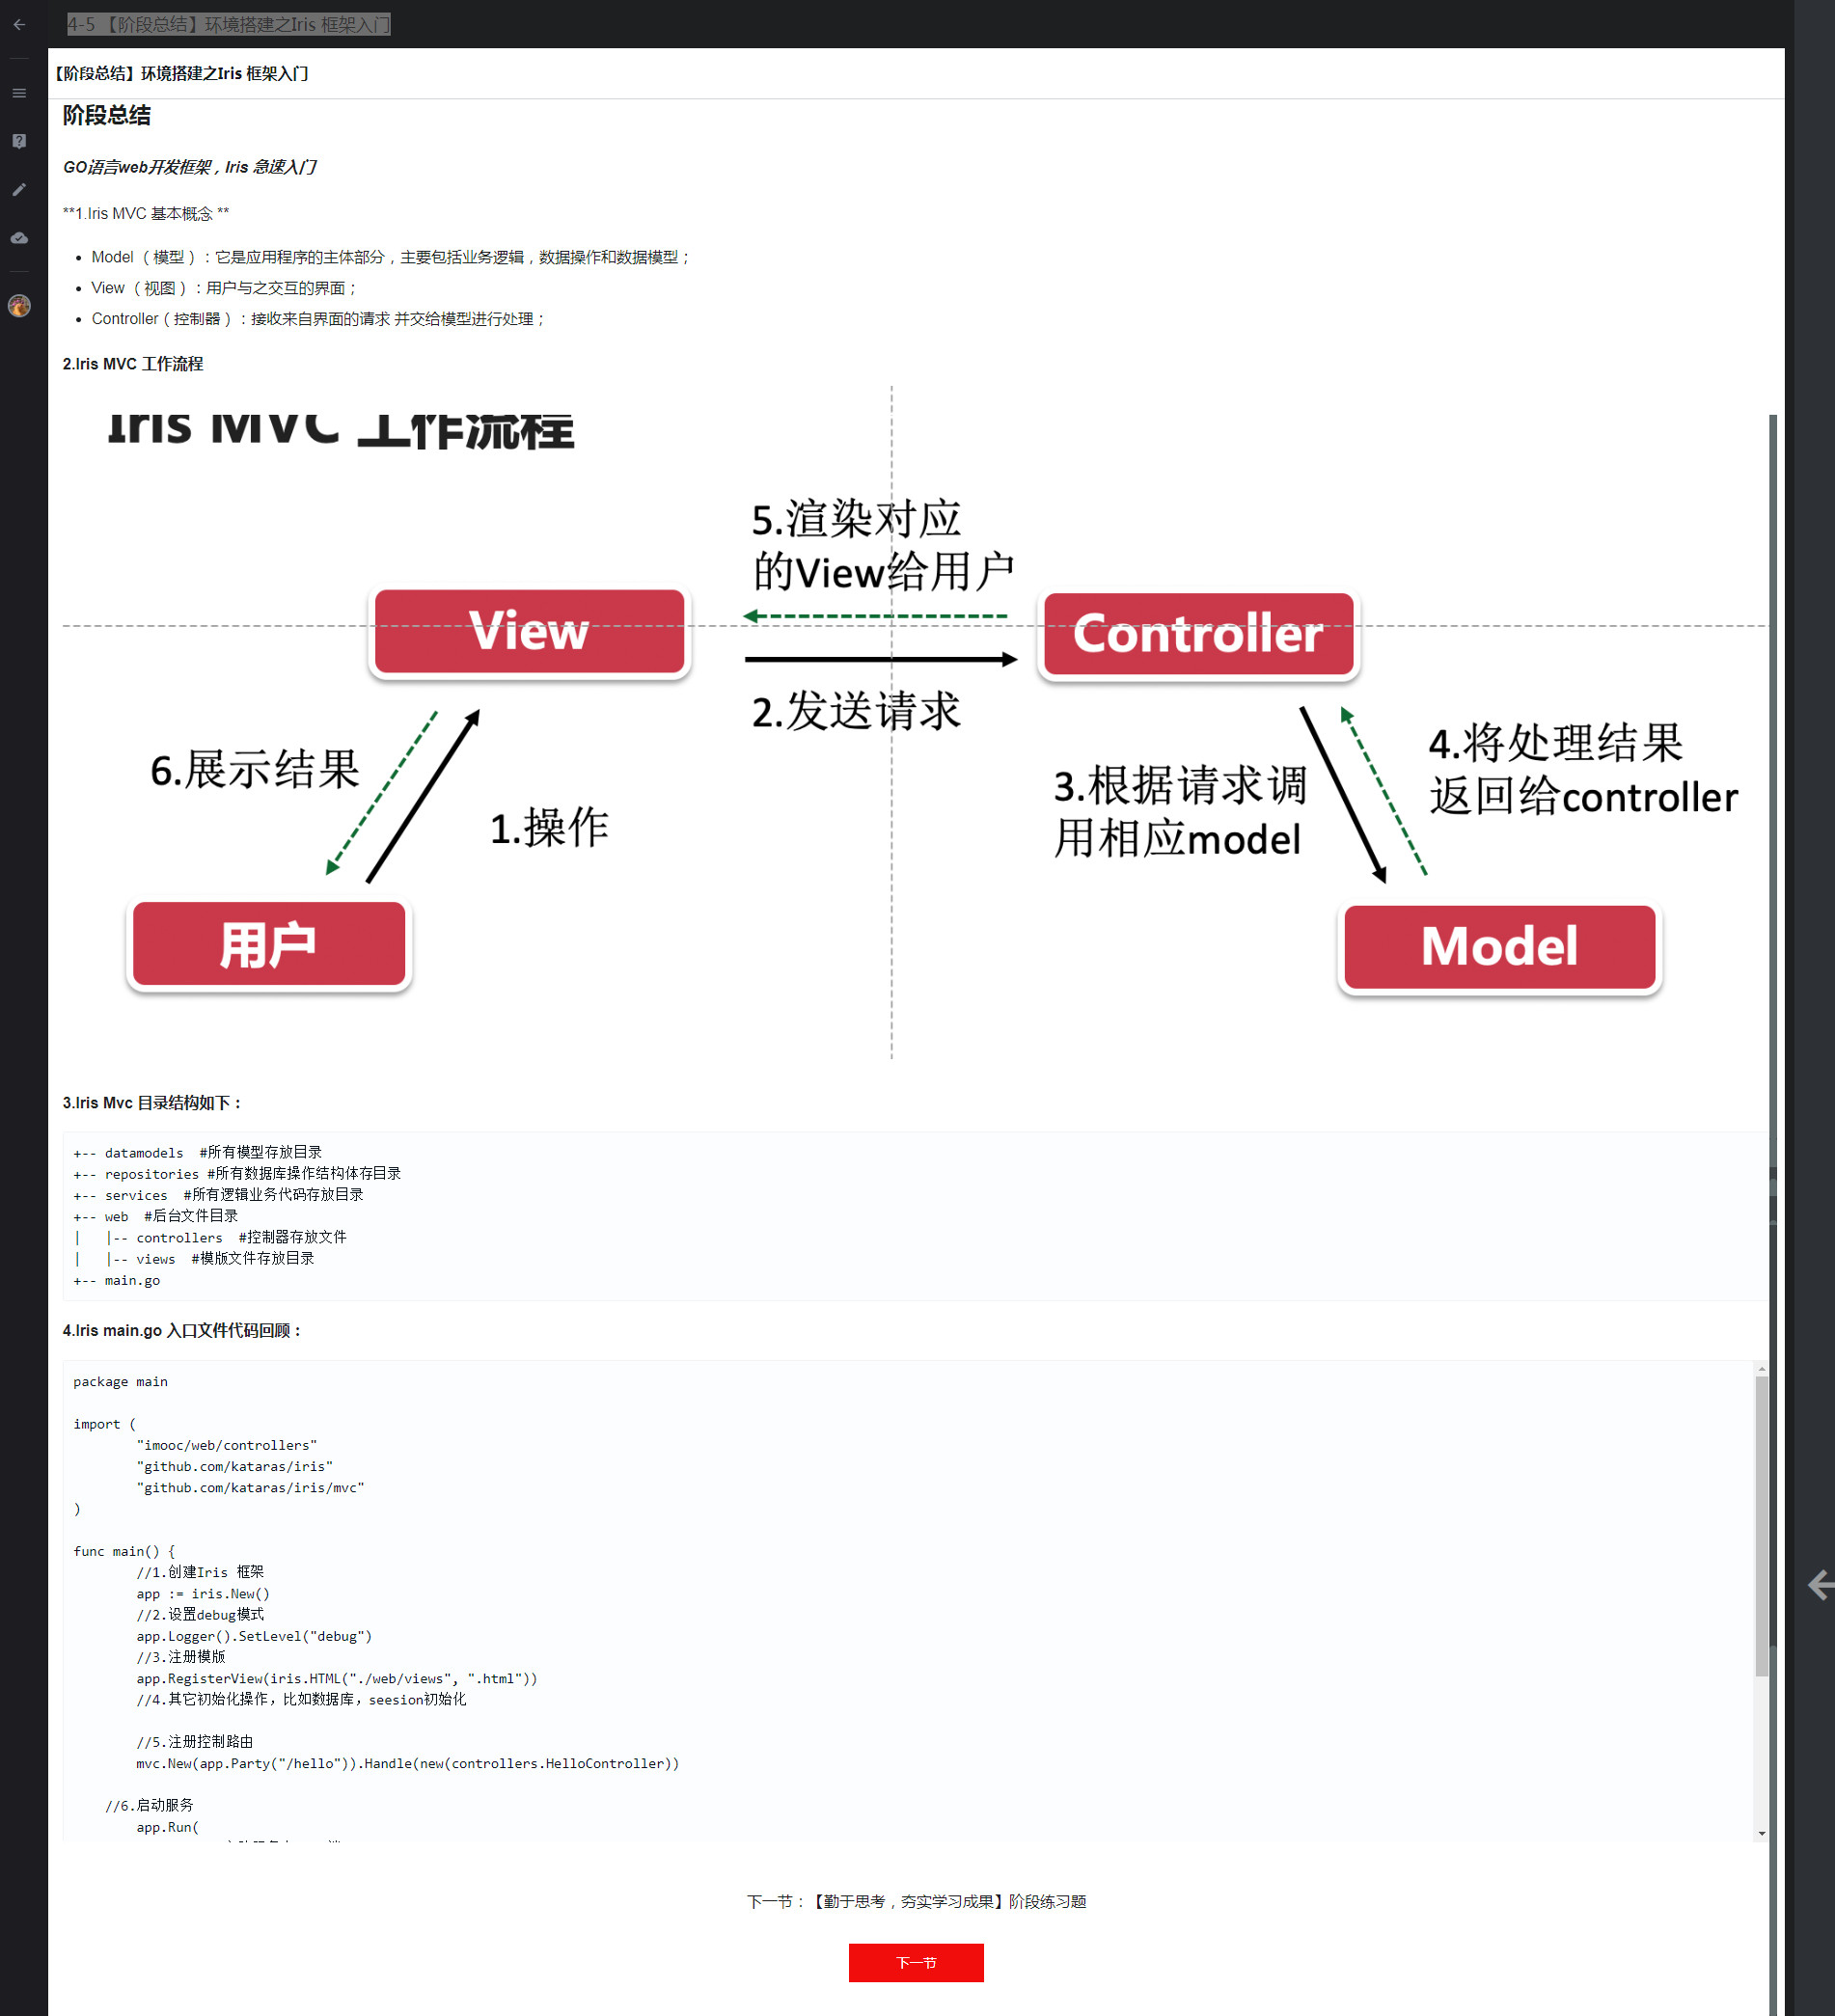 4-5 【阶段总结】环境搭建之Iris 框架入门
【阶段总结】环境搭建之Iris 框架入门
阶段总结
GO语言web开发框架，Iris 急速入门
**1.Iris MVC 基本概念 **
• Model （模型）：它是应用程序的主体部分，主要包括业务逻辑，数据操作和数据模型；
• View （视图）：用户与之交互的界面；
• Controller（控制器）：接收来自界面的请求 并交给模型进行处理；
2.Iris MVC 工作流程
Iris MVC 工作流程
5.渲染对应
的View给用户
View
Controller
2.发送请求
6.展示结果
1.操作
3.根据请求调
用相应model
4.将处理结果
返回给controller
用户
Model
3.Iris Mvc 目录结构如下：
+-- datamodels  #所有模型存放目录
+-- repositories #所有数据库操作结构体存目录
+-- services  #所有逻辑业务代码存放目录
+-- web  #后台文件目录
|   |-- controllers  #控制器存放文件
|   |-- views  #模版文件存放目录
+-- main.go
4.Iris main.go 入口文件代码回顾：
package main
import (
        "imooc/web/controllers"
        "github.com/kataras/iris"
        "github.com/kataras/iris/mvc"
)
func main() {
        //1.创建Iris 框架
        app := iris.New()
        //2.设置debug模式
        app.Logger().SetLevel("debug")
        //3.注册模版
        app.RegisterView(iris.HTML("./web/views", ".html"))
        //4.其它初始化操作，比如数据库，seesion初始化
        //5.注册控制路由
        mvc.New(app.Party("/hello")).Handle(new(controllers.HelloController))
    //6.启动服务
        app.Run(
下一节：【勤于思考，夯实学习成果】阶段练习题
下一节